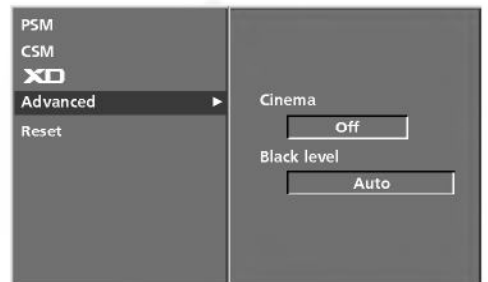 PSM
CSM
XD
Advanced ►
Reset
Cinema
Off
Black level
Auto